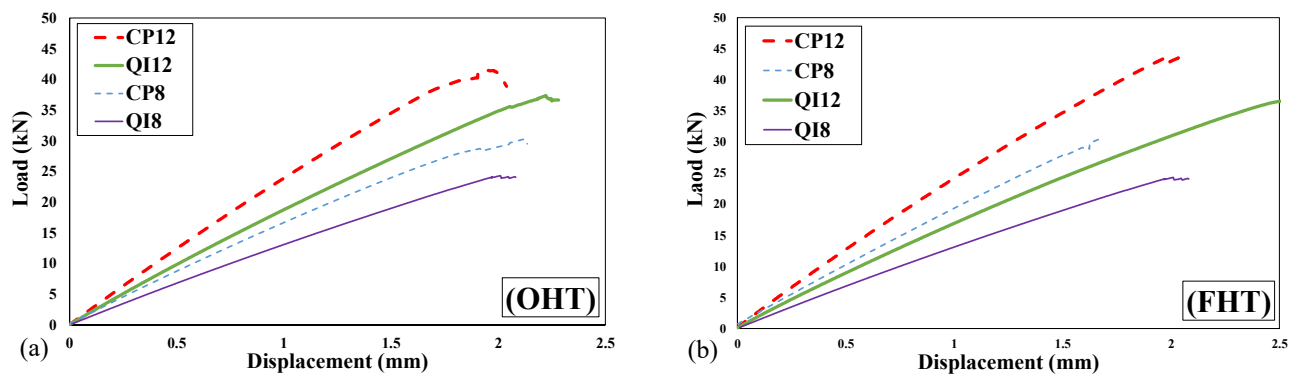 50
45
40
35
30
25
20
15
10
5
0
Load (kN)
CP12
QI12
CP8
QI8
(OHT)
0 0.5 1 1.5 2 2.5
Displacement (mm)
(a)
50
45
40
35
30
25
20
15
10
5
0
Laod (kN)
CP12
CP8
QI12
QI8
(FHT)
0 0.5 1 1.5 2 2.5
Displacement (mm)
(b)